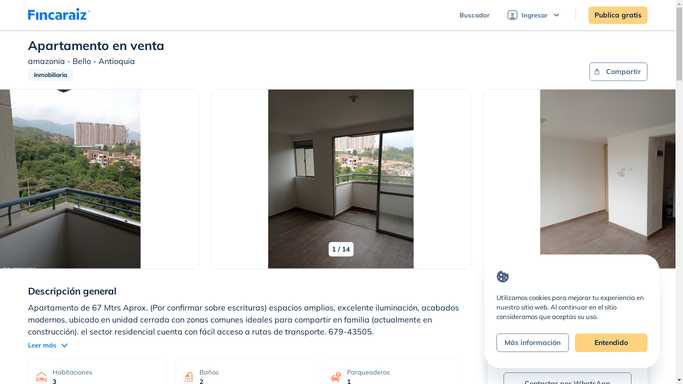 Fincaraiz
Buscador
Ingresar
Publica gratis
Apartamento en venta
amazonia - Bello - Antioquia
Inmobiliaria
Compartir
1 / 14
Descripción general
Apartamento de 67 Mtrs Aprox. (Por confirmar sobre escrituras) espacios amplios, excelente iluminación, acabados
modernos, ubicado en unidad cerrada con zonas comunes ideales para compartir en familia (actualmente en
construcción). el sector residencial cuenta con fácil acceso a rutas de transporte. 679-43505.
Leer más
Habitaciones
3
Baños
2
Parqueaderos
1
Utilizamos cookies para mejorar tu experiencia en
nuestro sitio web. Al continuar en el sitio
consideramos que aceptas su uso.
Más información
Entendido
Contactar por WhatsApp